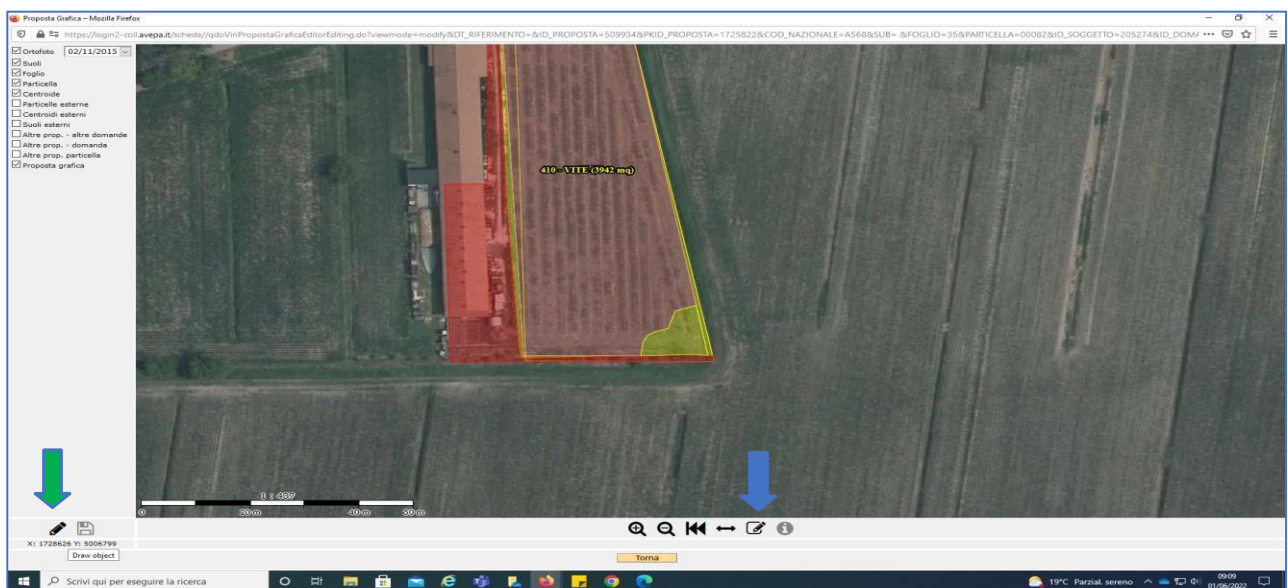 Proposta Grafica – Mozilla Firefox
https://login2-coll.avepa.it/schede//qdoVinPropostaGraficaEditorEditing.do?viewmode=modify&DT_RIFERIMENTO=&ID_PROPOSTA=509934&PKID_PROPOSTA=1725822&COD_NAZIONALE=A568&SUB= &FOGLIO=35&PARTICELLA=00082&ID_SOGGETTO=205274&ID_DOM/
Ortofoto 02/11/2015
Suoli
Foglio
Particella
Centroide
Particelle esterne
Centroidi esterni
Suoli esterni
Altre prop. - altre domande
Altre prop. - domanda
Altre prop. particella
Proposta grafica
410 - VITE (3942 mq)
1 : 437
0 20 m 40 m 50 m
X: 1728626 Y: 5006799
Draw object
Torna
Scrivi qui per eseguire la ricerca
19°C Parzial. sereno
09:09
01/06/2022